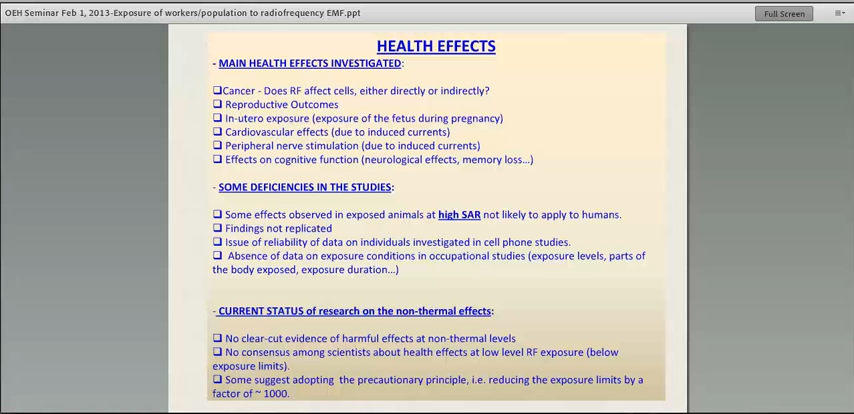 OEH Seminar Feb 1, 2013-Exposure of workers/population to radiofrequency EMF.ppt
Full Screen
HEALTH EFFECTS
- MAIN HEALTH EFFECTS INVESTIGATED:
❑Cancer - Does RF affect cells, either directly or indirectly?
❑ Reproductive Outcomes
❑ In-utero exposure (exposure of the fetus during pregnancy)
❑ Cardiovascular effects (due to induced currents)
❑ Peripheral nerve stimulation (due to induced currents)
❑ Effects on cognitive function (neurological effects, memory loss…)
- SOME DEFICIENCIES IN THE STUDIES:
❑ Some effects observed in exposed animals at high SAR not likely to apply to humans.
❑ Findings not replicated
❑ Issue of reliability of data on individuals investigated in cell phone studies.
❑ Absence of data on exposure conditions in occupational studies (exposure levels, parts of
the body exposed, exposure duration…)
- CURRENT STATUS of research on the non-thermal effects:
❑ No clear-cut evidence of harmful effects at non-thermal levels
❑ No consensus among scientists about health effects at low level RF exposure (below
exposure limits).
❑ Some suggest adopting the precautionary principle, i.e. reducing the exposure limits by a
factor of ~ 1000.